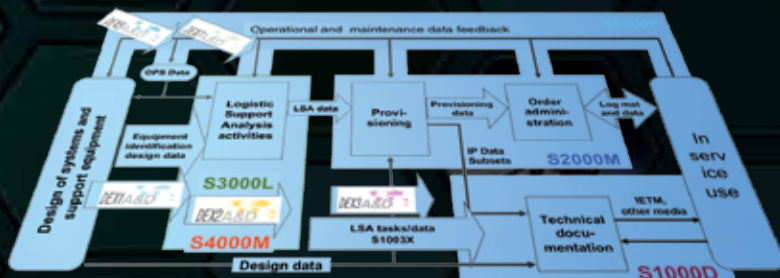 Operational and maintenance data feedback
OPS Data
Design of systems and
support equipment
Logistic
Support
Analysis
activities
LSA data
Provi-
sioning
Provisioning
data
Order
admini-
stration
Log mat
and data
In
serv
ice
use
Equipment
identification
design data
IP Data
Subsets
S2000M
DEX1A&D
S3000L
DEX2A&D
DEX3A&D
S4000M
LSA tasks/data
S1003X
Technical
docu-
mentation
IETM,
other media
Design data
S1000D